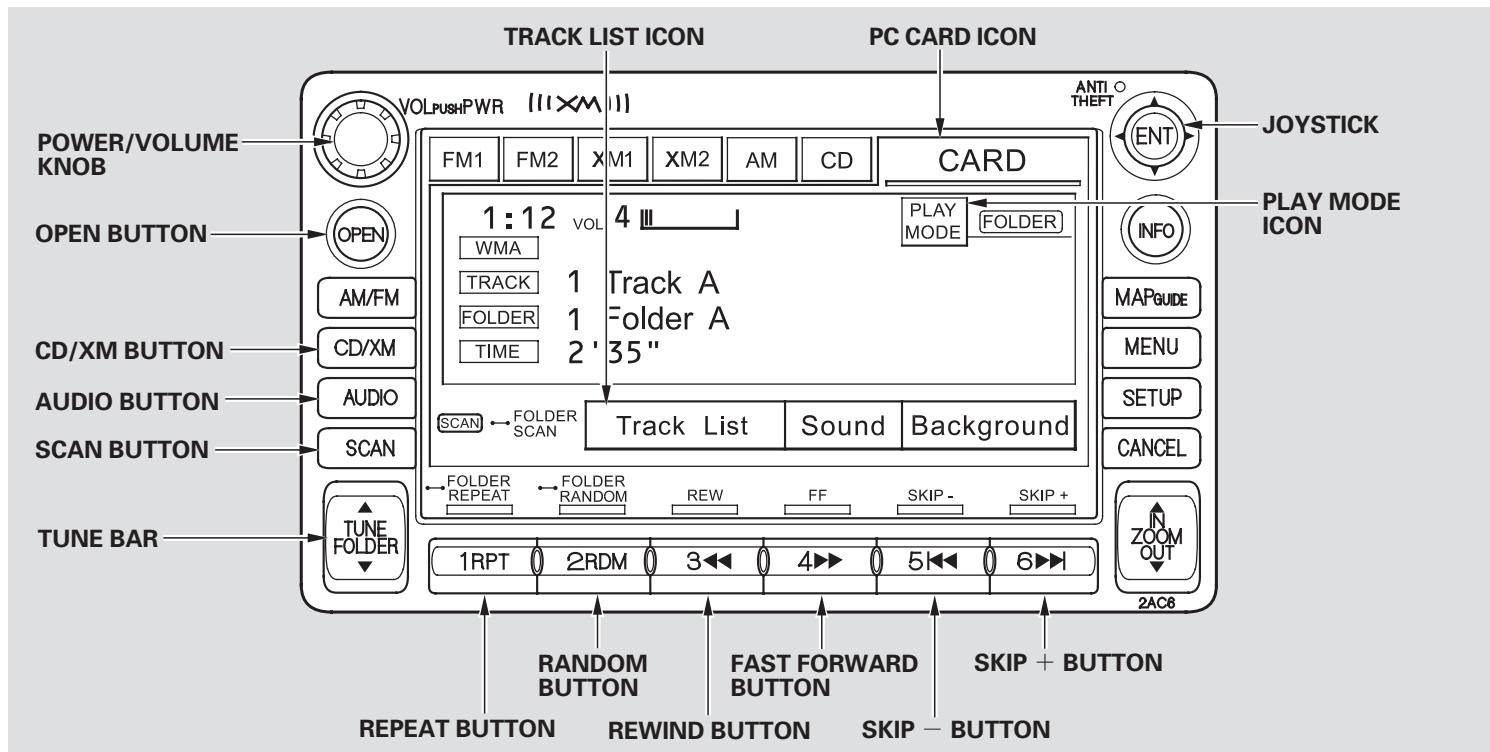 TRACK LIST ICON
PC CARD ICON
POWER/VOLUME
KNOB
OPEN BUTTON
CD/XM BUTTON
AUDIO BUTTON
SCAN BUTTON
TUNE BAR
VOL PUSH PWR
XM
ANTI
THEFT
ENT
JOYSTICK
PLAY MODE
ICON
FM1
FM2
XM1
XM2
AM
CD
CARD
1:12 VOL 4
PLAY
MODE
FOLDER
WMA
TRACK 1 Track A
FOLDER 1 Folder A
TIME 2'35"
SCAN
FOLDER
SCAN
Track List
Sound
Background
FOLDER
REPEAT
FOLDER
RANDOM
REW
FF
SKIP -
SKIP +
OPEN
AM/FM
CD/XM
AUDIO
SCAN
TUNE
FOLDER
INFO
MAP GUIDE
MENU
SETUP
CANCEL
IN
ZOOM
OUT
2AC6
1RPT
2RDM
3◀◀
4▶▶
5|◀◀
6▶▶|
RANDOM
BUTTON
FAST FORWARD
BUTTON
SKIP + BUTTON
REPEAT BUTTON
REWIND BUTTON
SKIP − BUTTON